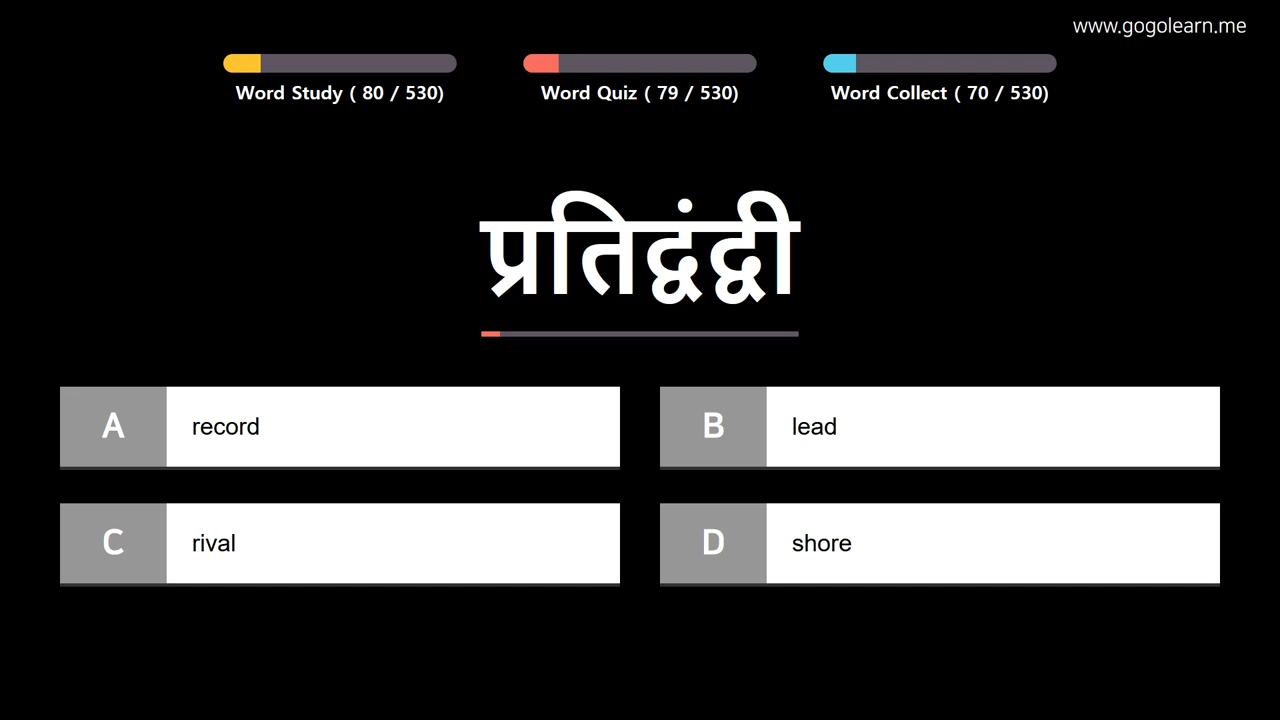 www.gogolearn.me
Word Study ( 80 / 530)
Word Quiz ( 79 / 530)
Word Collect ( 70 / 530)
प्रतिद्वंद्वी
A record
B lead
C rival
D shore